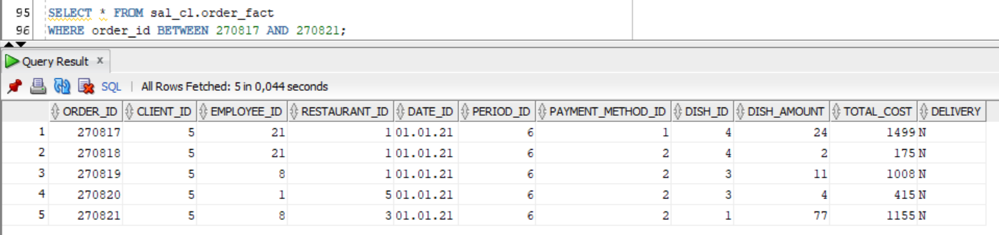 95 SELECT * FROM sal_cl.order_fact
96 WHERE order_id BETWEEN 270817 AND 270821;
Query Result x
SQL | All Rows Fetched: 5 in 0,044 seconds
ORDER_ID CLIENT_ID EMPLOYEE_ID RESTAURANT_ID DATE_ID PERIOD_ID PAYMENT_METHOD_ID DISH_ID DISH_AMOUNT TOTAL_COST DELIVERY
1 270817 5 21 1 01.01.21 6 1 4 24 1499 N
2 270818 5 21 1 01.01.21 6 2 4 2 175 N
3 270819 5 8 1 01.01.21 6 2 3 11 1008 N
4 270820 5 1 5 01.01.21 6 2 3 4 415 N
5 270821 5 8 3 01.01.21 6 2 1 77 1155 N